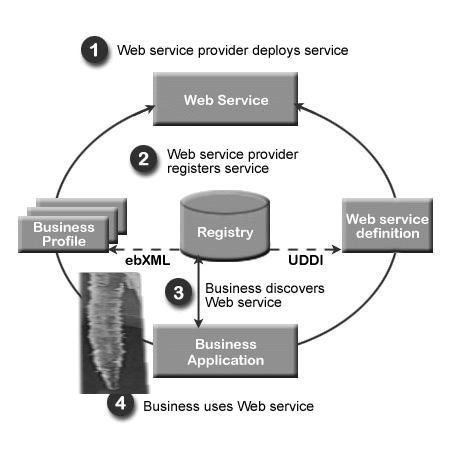 1 Web service provider deploys service
Web Service
2 Web service provider
registers service
Business
Profile
Registry
Web service
definition
ebXML
UDDI
3 Business discovers
Web service
Business
Application
4 Business uses Web service